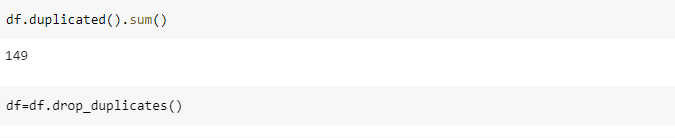 df.duplicated().sum()
149
df=df.drop_duplicates()